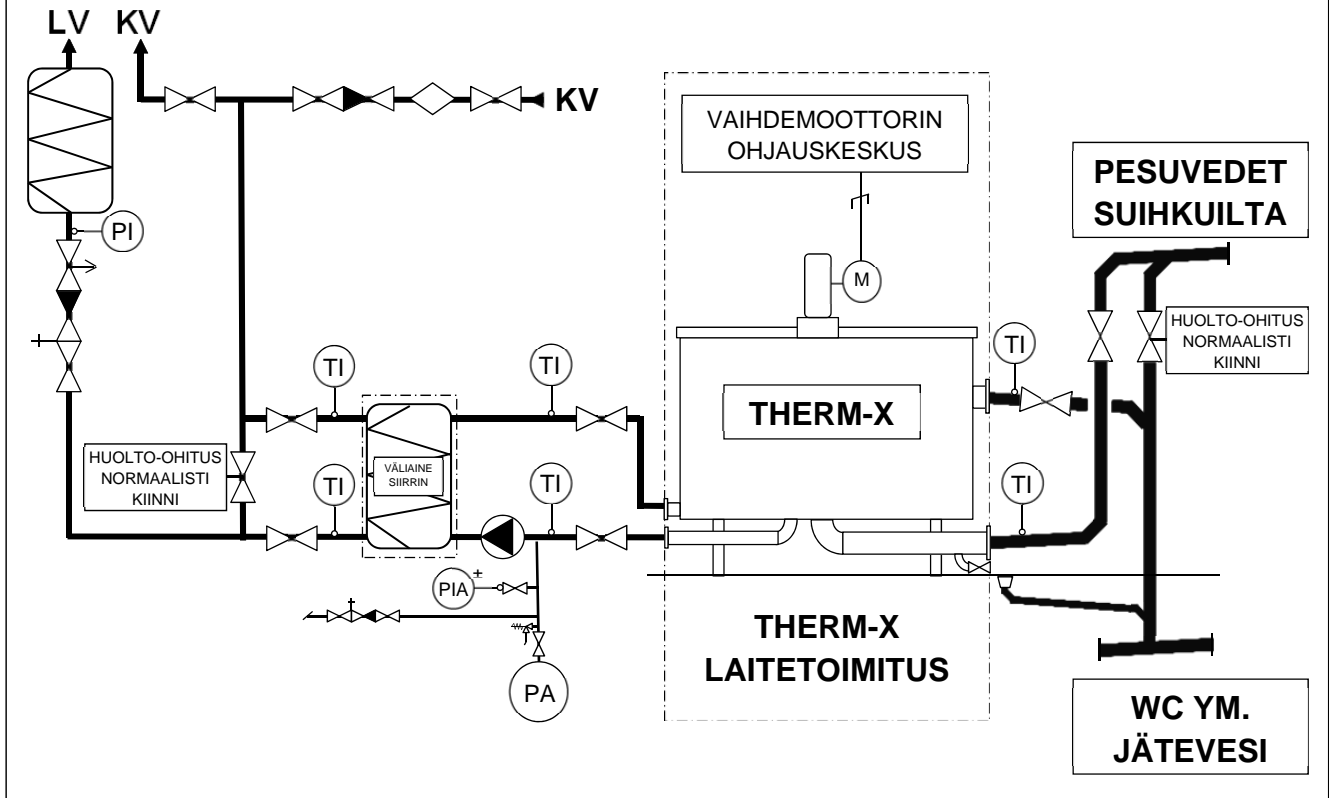 LV
KV
KV
VAIHDEMOOTTORIN
OHJAUSKESKUS
PESUVEDET
SUIHKUILTA
PI
M
HUOLTO-OHITUS
NORMAALISTI
KIINNI
TI
TI
TI
THERM-X
HUOLTO-OHITUS
NORMAALISTI
KIINNI
VÄLIAINE
SIIRRIN
TI
TI
TI
PIA
±
THERM-X
LAITETOIMITUS
PA
WC YM.
JÄTEVESI